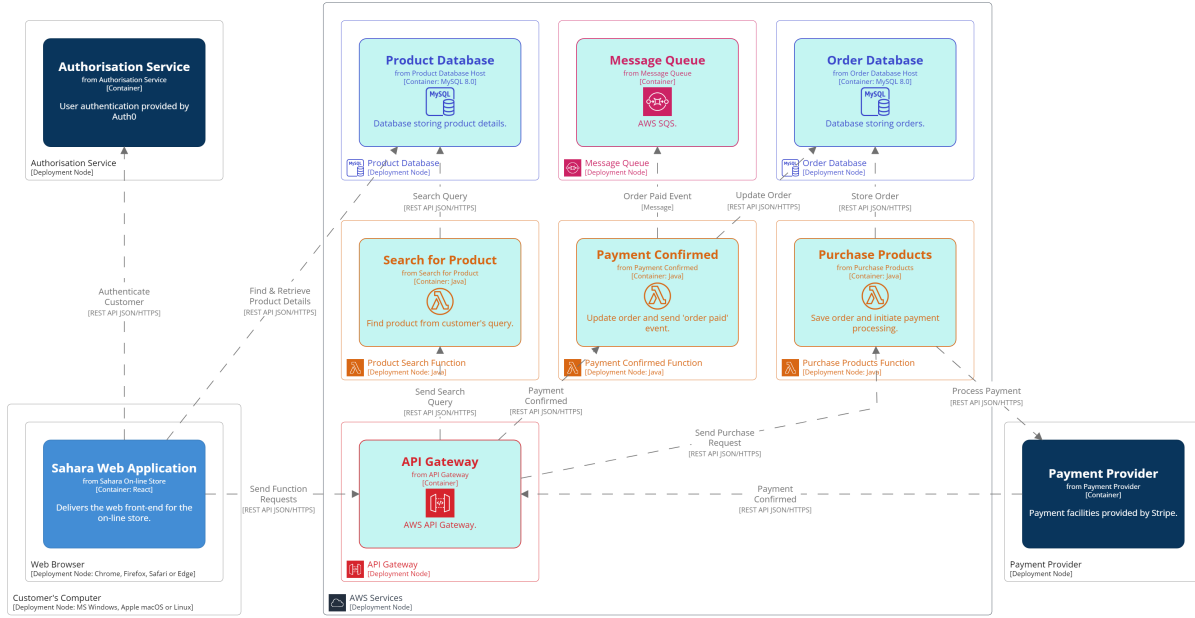 Authorisation Service
from Authorisation Service
[Container]
User authentication provided by
Auth0
Authorisation Service
[Deployment Node]
Product Database
from Product Database Host
[Container: MySQL 8.0]
MySQL
Database storing product details.
MySQL
Product Database
[Deployment Node]
Message Queue
from Message Queue
[Container]
AWS SQS.
Message Queue
[Deployment Node]
Order Database
from Order Database Host
[Container: MySQL 8.0]
MySQL
Database storing orders.
MySQL
Order Database
[Deployment Node]
Search Query
[REST API JSON/HTTPS]
Order Paid Event
[Message]
Update Order
[REST API JSON/HTTPS]
Store Order
[REST API JSON/HTTPS]
Search for Product
from Search for Product
[Container: Java]
Find product from customer's query.
Product Search Function
[Deployment Node: Java]
Payment Confirmed
from Payment Confirmed
[Container: Java]
Update order and send 'order paid'
event.
Payment Confirmed Function
[Deployment Node: Java]
Purchase Products
from Purchase Products
[Container: Java]
Save order and initiate payment
processing.
Purchase Products Function
[Deployment Node: Java]
Authenticate
Customer
[REST API JSON/HTTPS]
Find & Retrieve
Product Details
[REST API JSON/HTTPS]
Send Search
Query
[REST API JSON/HTTPS]
Payment
Confirmed
[REST API JSON/HTTPS]
Process Payment
[REST API JSON/HTTPS]
Send Purchase
Request
[REST API JSON/HTTPS]
Sahara Web Application
from Sahara On-line Store
[Container: React]
Delivers the web front-end for the
on-line store.
Web Browser
[Deployment Node: Chrome, Firefox, Safari or Edge]
Customer's Computer
[Deployment Node: MS Windows, Apple macOS or Linux]
Send Function
Requests
[REST API JSON/HTTPS]
API Gateway
from API Gateway
[Container]
AWS API Gateway.
API Gateway
[Deployment Node]
AWS Services
[Deployment Node]
Payment
Confirmed
[REST API JSON/HTTPS]
Payment Provider
from Payment Provider
[Container]
Payment facilities provided by Stripe.
Payment Provider
[Deployment Node]